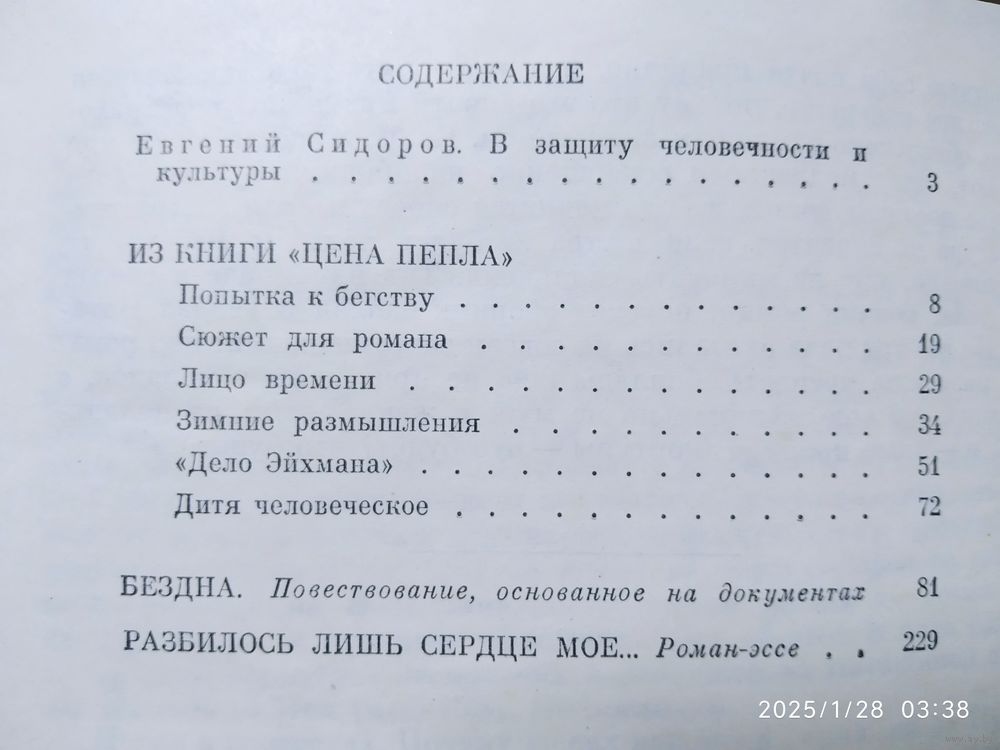 СОДЕРЖАНИЕ
Евгений Сидоров. В защиту человечности и
культуры . . . . . . . . . . . . . . . . 3
ИЗ КНИГИ «ЦЕНА ПЕПЛА»
Попытка к бегству . . . . . . . . . . . 8
Сюжет для романа . . . . . . . . . . . 19
Лицо времени . . . . . . . . . . . . 29
Зимние размышления . . . . . . . . . . 34
«Дело Эйхмана» . . . . . . . . . . . . 51
Дитя человеческое . . . . . . . . . . . 72
БЕЗДНА. Повествование, основанное на документах 81
РАЗБИЛОСЬ ЛИШЬ СЕРДЦЕ МОЕ... Роман-эссе . . 229
2025/1/28 03:38